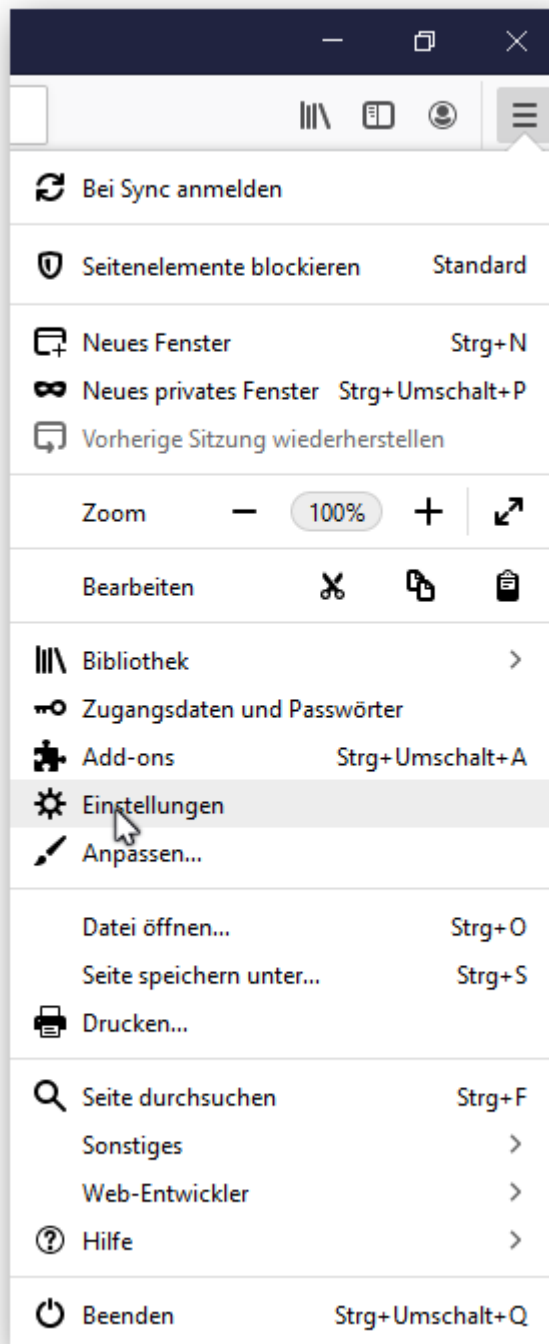 Bei Sync anmelden
Seitenelemente blockieren Standard
Neues Fenster Strg+N
Neues privates Fenster Strg+Umschalt+P
Vorherige Sitzung wiederherstellen
Zoom 100%
Bearbeiten
Bibliothek
Zugangsdaten und Passwörter
Add-ons Strg+Umschalt+A
Einstellungen
Anpassen...
Datei öffnen... Strg+O
Seite speichern unter... Strg+S
Drucken...
Seite durchsuchen Strg+F
Sonstiges
Web-Entwickler
Hilfe
Beenden Strg+Umschalt+Q